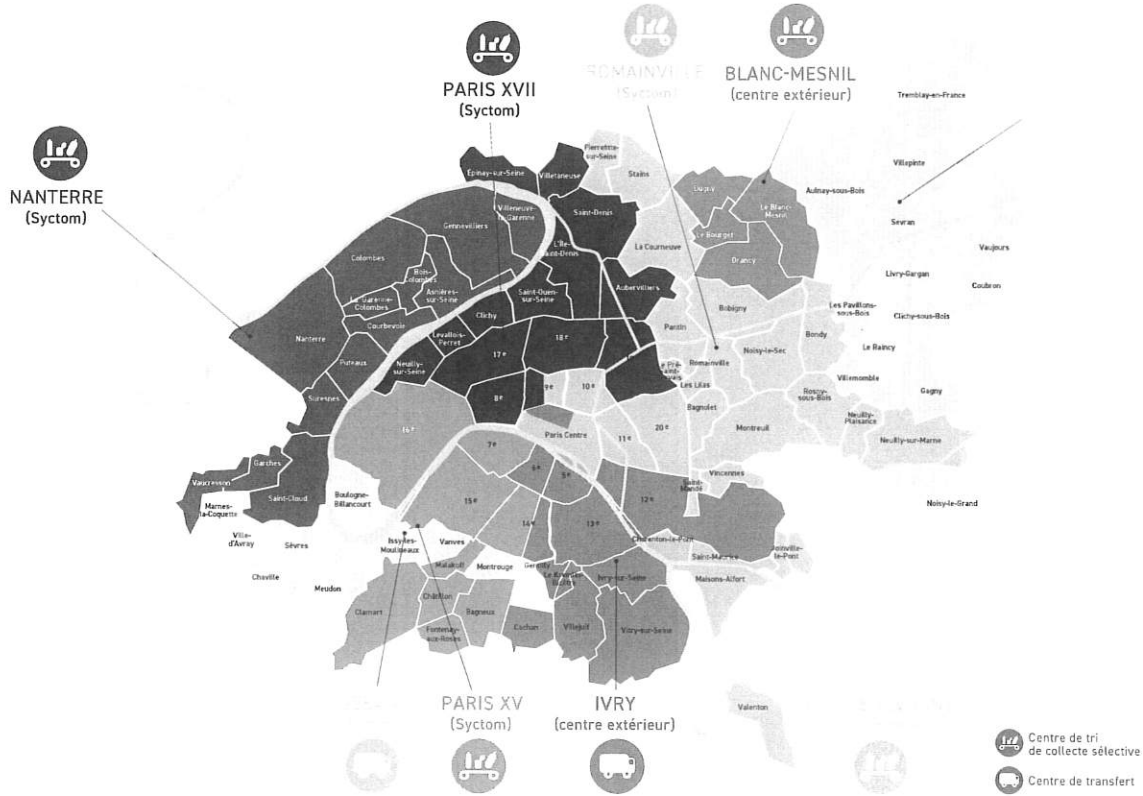 PARIS XVII
(Syctom)
ROMAINVILLE
(Syctom)
BLANC-MESNIL
(centre extérieur)
NANTERRE
(Syctom)
Tremblay-en-France
Villepinte
Aulnay-sous-Bois
Sevran
Vaujours
Livry-Gargan
Coubron
Les Pavillons-
sous-Bois
Clichy-sous-Bois
Le Raincy
Villemomble
Gagny
Pierrefitte-
sur-Seine
Stains
Épinay-sur-Seine
Villetaneuse
Villeneuve-
la-Garenne
Saint-Denis
Dugny
Le Blanc-
Mesnil
Le Bourget
Gennevilliers
L'Île-
Saint-Denis
La Courneuve
Drancy
Colombes
Bois-
Colombes
Asnières-
sur-Seine
Saint-Ouen-
sur-Seine
Aubervilliers
Bobigny
La Garenne-
Colombes
Courbevoie
Clichy
Levallois-
Perret
Pantin
Bondy
Noisy-le-Sec
Nanterre
Puteaux
Neuilly-
sur-Seine
17e
18e
Le Pré-
Saint-
Romainville
Les Lilas
Suresnes
8e
9e
10e
Bagnolet
Rosny-
sous-Bois
Neuilly-
Plaisance
Neuilly-sur-Marne
16e
7e
Paris Centre
11e
20e
Montreuil
Garches
Vaucresson
Saint-Cloud
Marnes-
la-Coquette
Ville-
d'Avray
Sèvres
Chaville
Meudon
Boulogne-
Billancourt
Issy-les-
Moulineaux
Vanves
Malakoff
Montrouge
Gentilly
Le Kremlin-
Bicêtre
15e
6e
5e
14e
13e
12e
Saint-
Mandé
Vincennes
Noisy-le-Grand
Charenton-le-Pont
Saint-Maurice
Joinville-
le-Pont
Maisons-Alfort
Ivry-sur-Seine
Clamart
Châtillon
Bagneux
Fontenay-
aux-Roses
Cachan
Villejuif
Vitry-sur-Seine
Valenton
PARIS XV
(Syctom)
IVRY
(centre extérieur)
Centre de tri
de collecte sélective
Centre de transfert